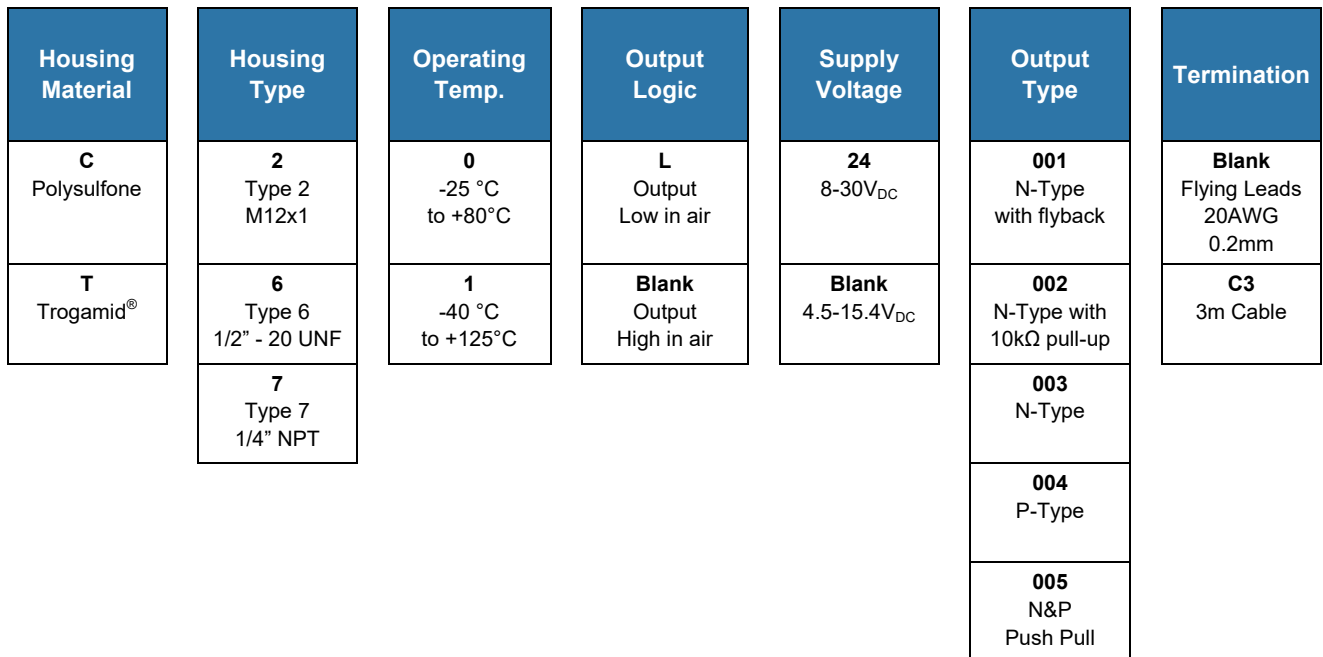 Housing
Material
C
Polysulfone
T
Trogamid®
Housing
Type
2
Type 2
M12x1
6
Type 6
1/2” - 20 UNF
7
Type 7
1/4” NPT
Operating
Temp.
0
-25 °C
to +80°C
1
-40 °C
to +125°C
Output
Logic
L
Output
Low in air
Blank
Output
High in air
Supply
Voltage
24
8-30VDC
Blank
4.5-15.4VDC
Output
Type
001
N-Type
with flyback
002
N-Type with
10kΩ pull-up
003
N-Type
004
P-Type
005
N&P
Push Pull
Termination
Blank
Flying Leads
20AWG
0.2mm
C3
3m Cable